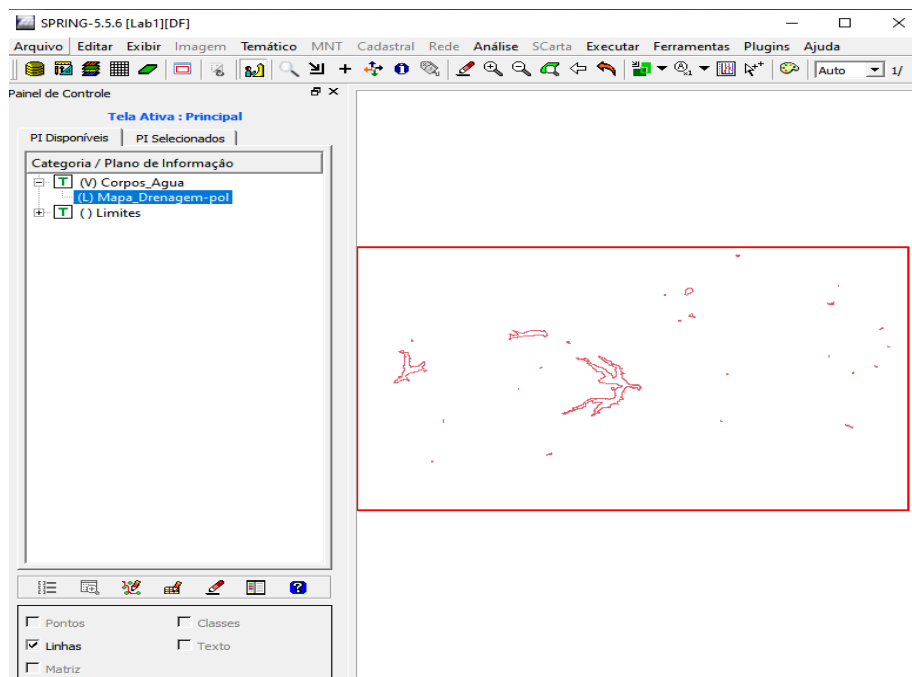 SPRING-5.5.6 [Lab1][DF]
Arquivo Editar Exibir Imagem Temático MNT Cadastral Rede Análise SCarta Executar Ferramentas Plugins Ajuda
Auto 1/
Painel de Controle
Tela Ativa : Principal
PI Disponíveis PI Selecionados
Categoria / Plano de Informação
T (V) Corpos_Agua
(L) Mapa_Drenagem-pol
T ( ) Limites
Pontos Classes
Linhas Texto
Matriz